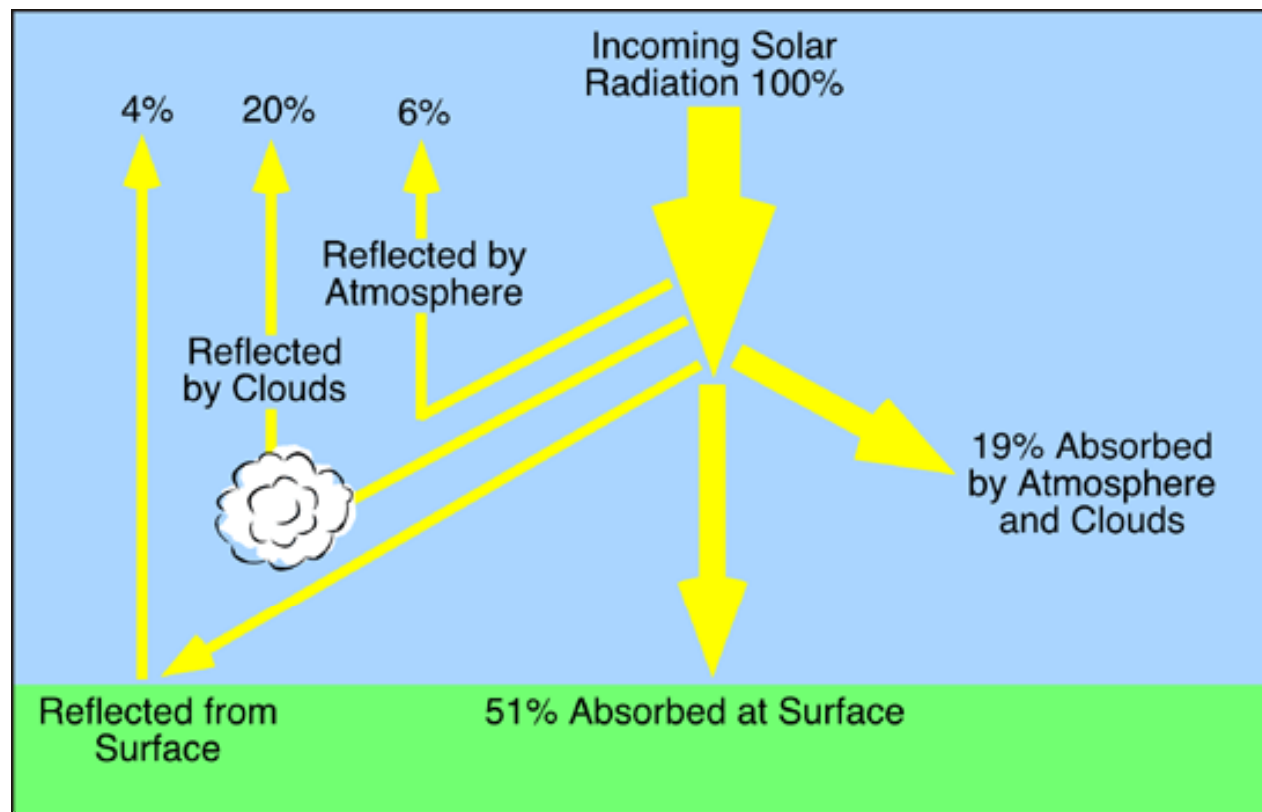 Incoming Solar
Radiation 100%
4%
20%
6%
Reflected by
Atmosphere
Reflected
by Clouds
19% Absorbed
by Atmosphere
and Clouds
Reflected from
Surface
51% Absorbed at Surface